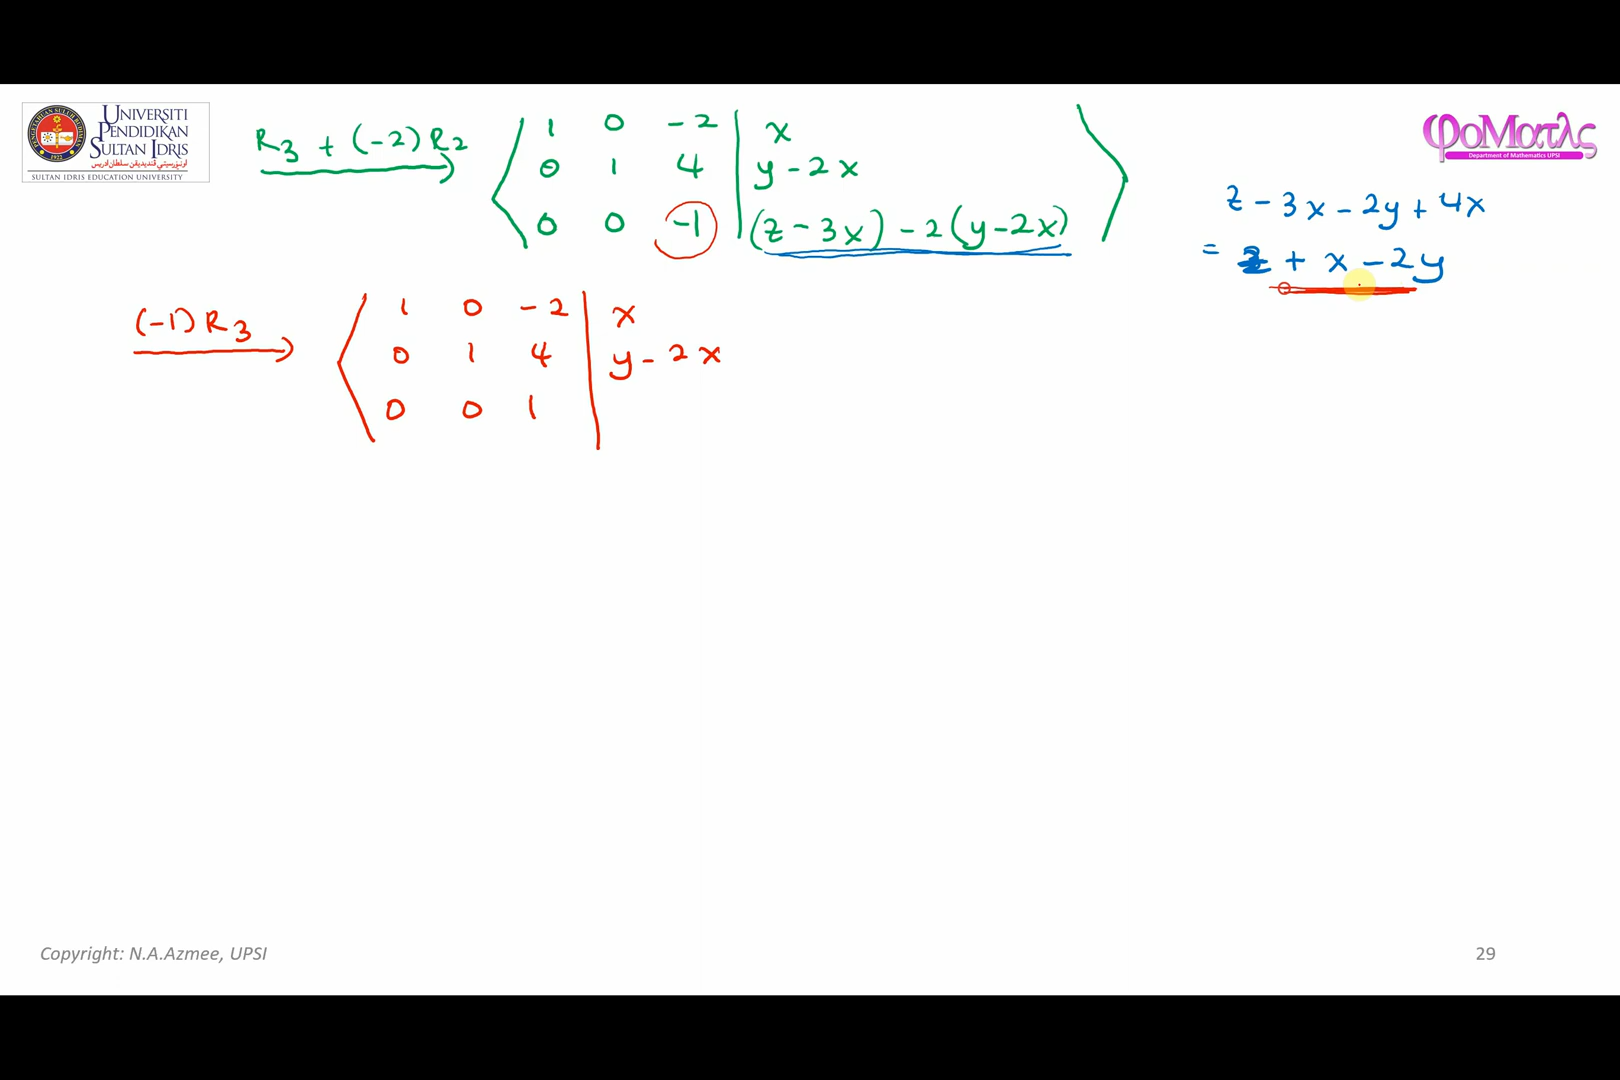 UNIVERSITI
PENDIDIKAN
SULTAN IDRIS
SULTAN IDRIS EDUCATION UNIVERSITY
φοΜατλς
Department of Mathematics UPSI
R3 + (-2) R2
1 0 -2 | x
0 1 4 | y - 2x
0 0 -1 | (z - 3x) - 2(y - 2x)
z - 3x - 2y + 4x
= z + x - 2y
(-1) R3
1 0 -2 | x
0 1 4 | y - 2x
0 0 1 |
Copyright: N.A.Azmee, UPSI
29